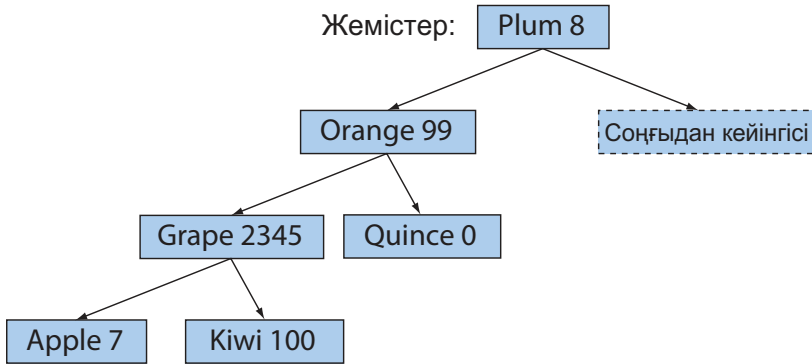 Жемістер:
Plum 8
Orange 99
Соңғыдан кейінгісі
Grape 2345
Quince 0
Apple 7
Kiwi 100